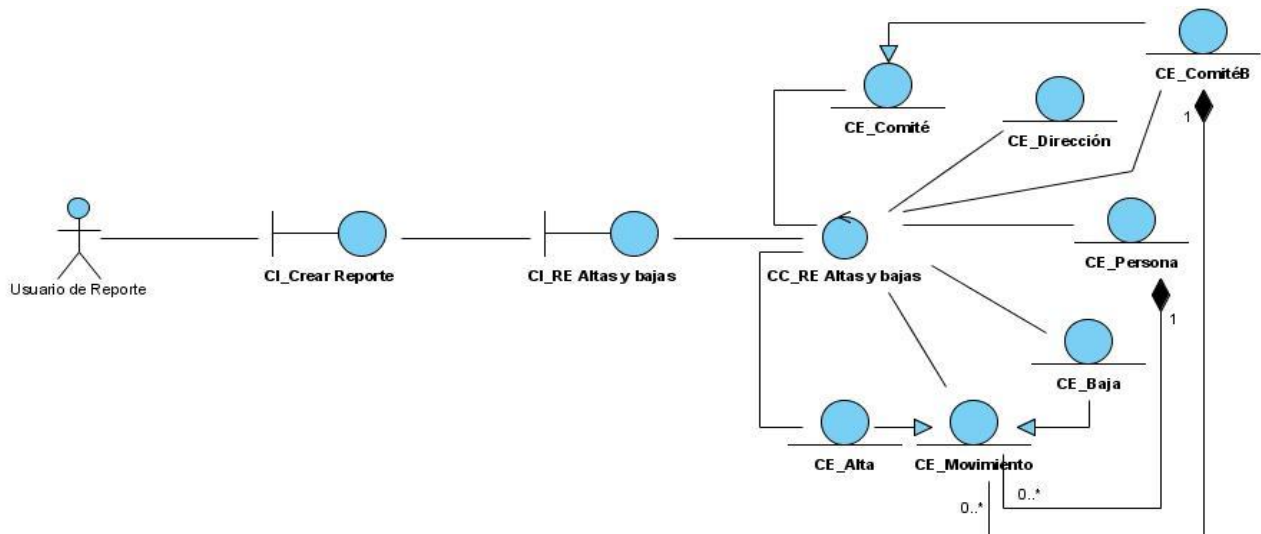 CE_ComitéB
1
CE_Comité
CE_Dirección
Usuario de Reporte
CI_Crear Reporte
CI_RE Altas y bajas
CC_RE Altas y bajas
CE_Persona
1
CE_Baja
CE_Alta
CE_Movimiento
0..*
0..*